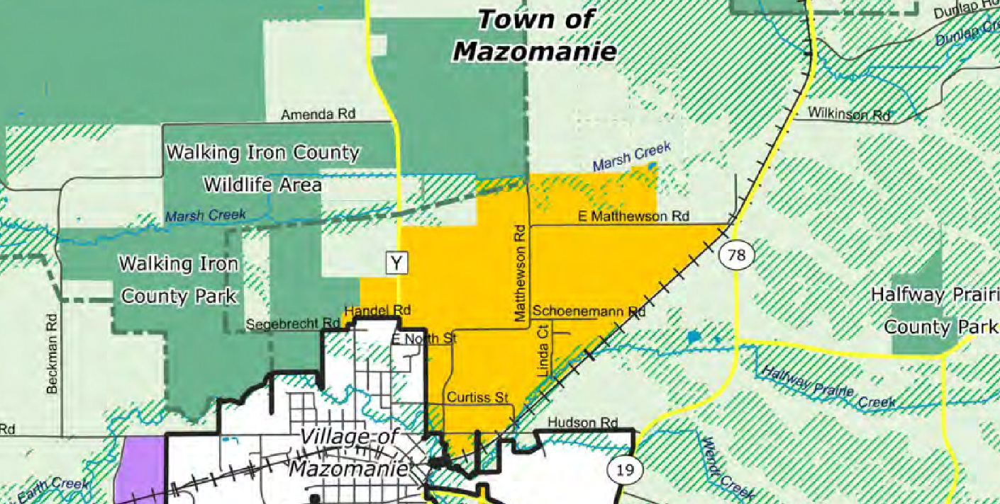 Town of
Mazomanie
Dunlap
Dunlap
Amenda Rd
Wilkinson Rd
Walking Iron County
Wildlife Area
Marsh Creek
Marsh Creek
E Matthewson Rd
Walking Iron
County Park
Y
Matthewson Rd
78
Halfway Prairi
County Park
Handel Rd
Schoenemann Rd
Segebrecht Rd
E North St
Beckman Rd
Linda Ct
Halfway Prairie
Creek
Curtiss St
Hudson Rd
Rd
Village of
Mazomanie
Wendt Creek
19
Earth Creek